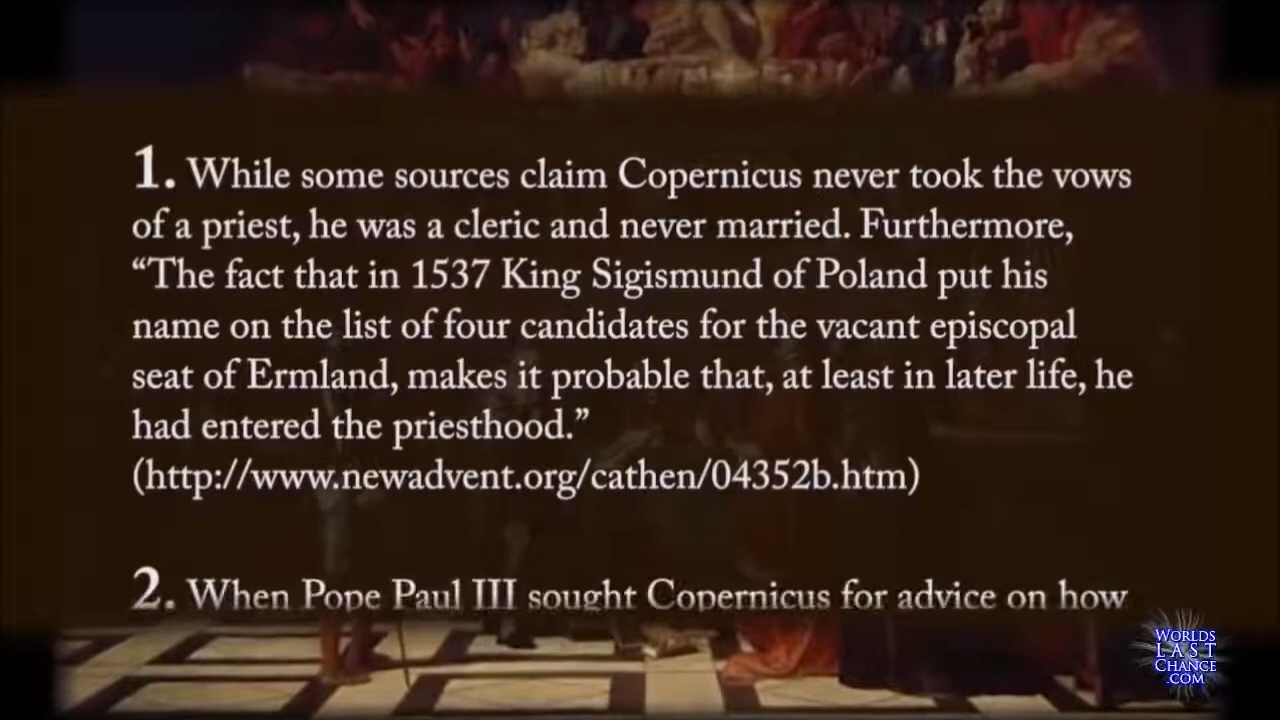 1. While some sources claim Copernicus never took the vows
of a priest, he was a cleric and never married. Furthermore,
“The fact that in 1537 King Sigismund of Poland put his
name on the list of four candidates for the vacant episcopal
seat of Ermland, makes it probable that, at least in later life, he
had entered the priesthood.”
(http://www.newadvent.org/cathen/04352b.htm)
2. When Pope Paul III sought Copernicus for advice on how
WORLDS
LAST
CHANCE
.COM